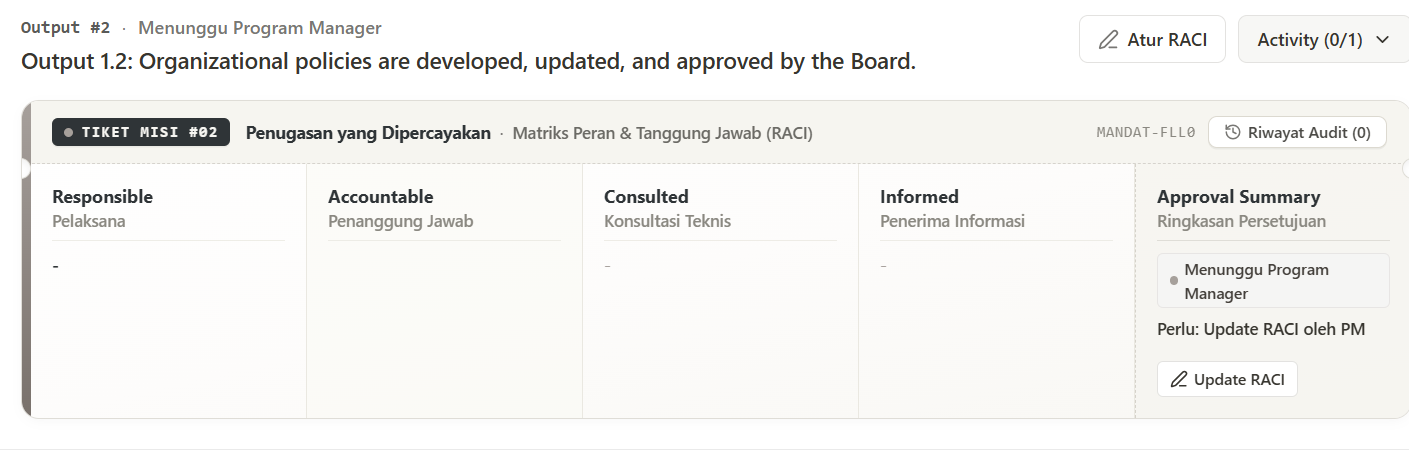 Output #2 · Menunggu Program Manager
Output 1.2: Organizational policies are developed, updated, and approved by the Board.
Atur RACI
Activity (0/1)
TIKET MISI #02
Penugasan yang Dipercayakan · Matriks Peran & Tanggung Jawab (RACI)
MANDAT-FLL0
Riwayat Audit (0)
Responsible
Pelaksana
-
Accountable
Penanggung Jawab
Consulted
Konsultasi Teknis
-
Informed
Penerima Informasi
-
Approval Summary
Ringkasan Persetujuan
Menunggu Program
Manager
Perlu: Update RACI oleh PM
Update RACI